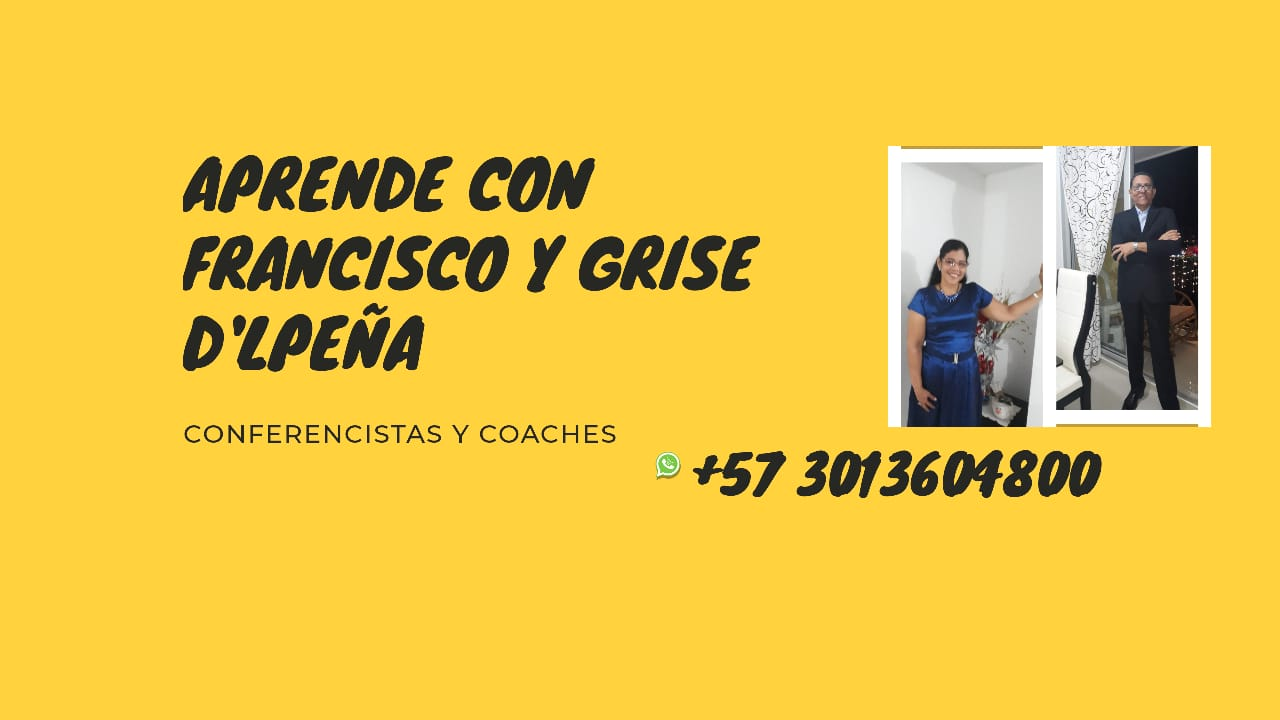 APRENDE CON
FRANCISCO Y GRISE
D'LPEÑA
CONFERENCISTAS Y COACHES
+57 3013604800